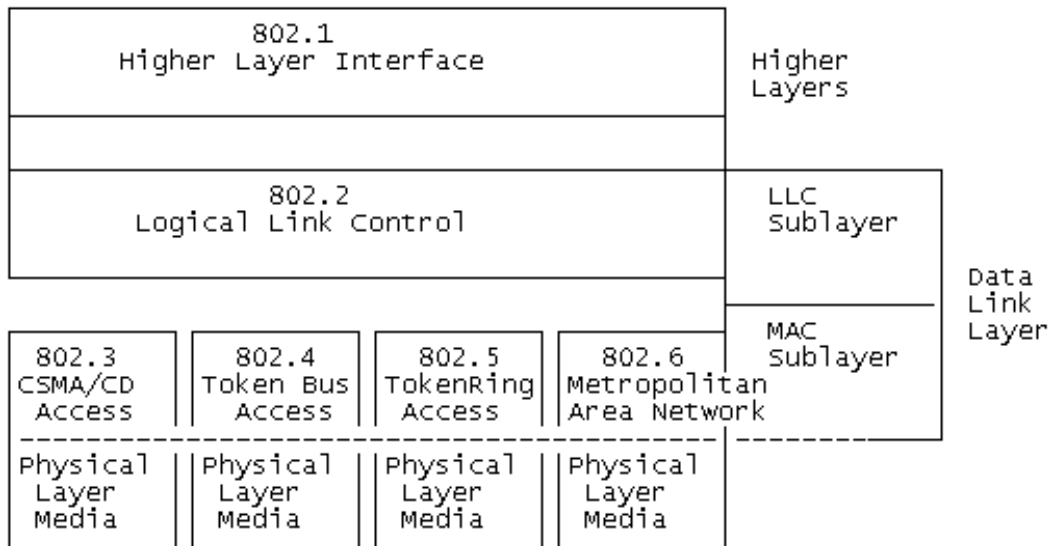 802.1
Higher Layer Interface
Higher
Layers
802.2
Logical Link Control
LLC
Sublayer
Data
Link
Layer
MAC
Sublayer
802.3
CSMA/CD
Access
802.4
Token Bus
Access
802.5
TokenRing
Access
802.6
Metropolitan
Area Network
Physical
Layer
Media
Physical
Layer
Media
Physical
Layer
Media
Physical
Layer
Media